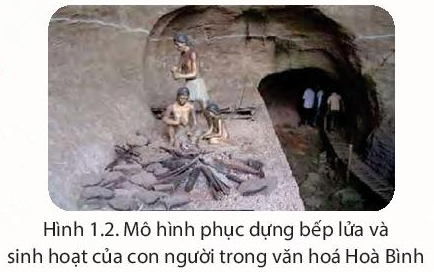 Hình 1.2. Mô hình phục dựng bếp lửa và
sinh hoạt của con người trong văn hoá Hoà Bình